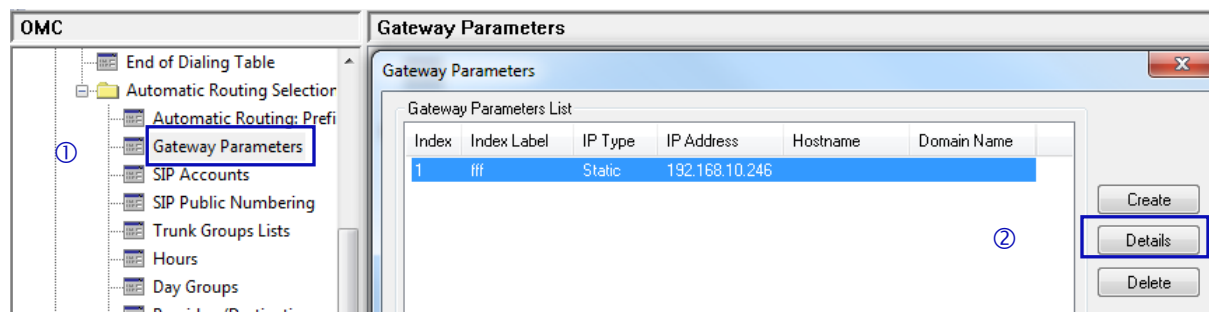 OMC
Gateway Parameters
End of Dialing Table
Automatic Routing Selection
Automatic Routing: Prefi
① Gateway Parameters
SIP Accounts
SIP Public Numbering
Trunk Groups Lists
Hours
Day Groups
Gateway Parameters
Gateway Parameters List
Index Index Label IP Type IP Address Hostname Domain Name
1 fff Static 192.168.10.246
Create
② Details
Delete